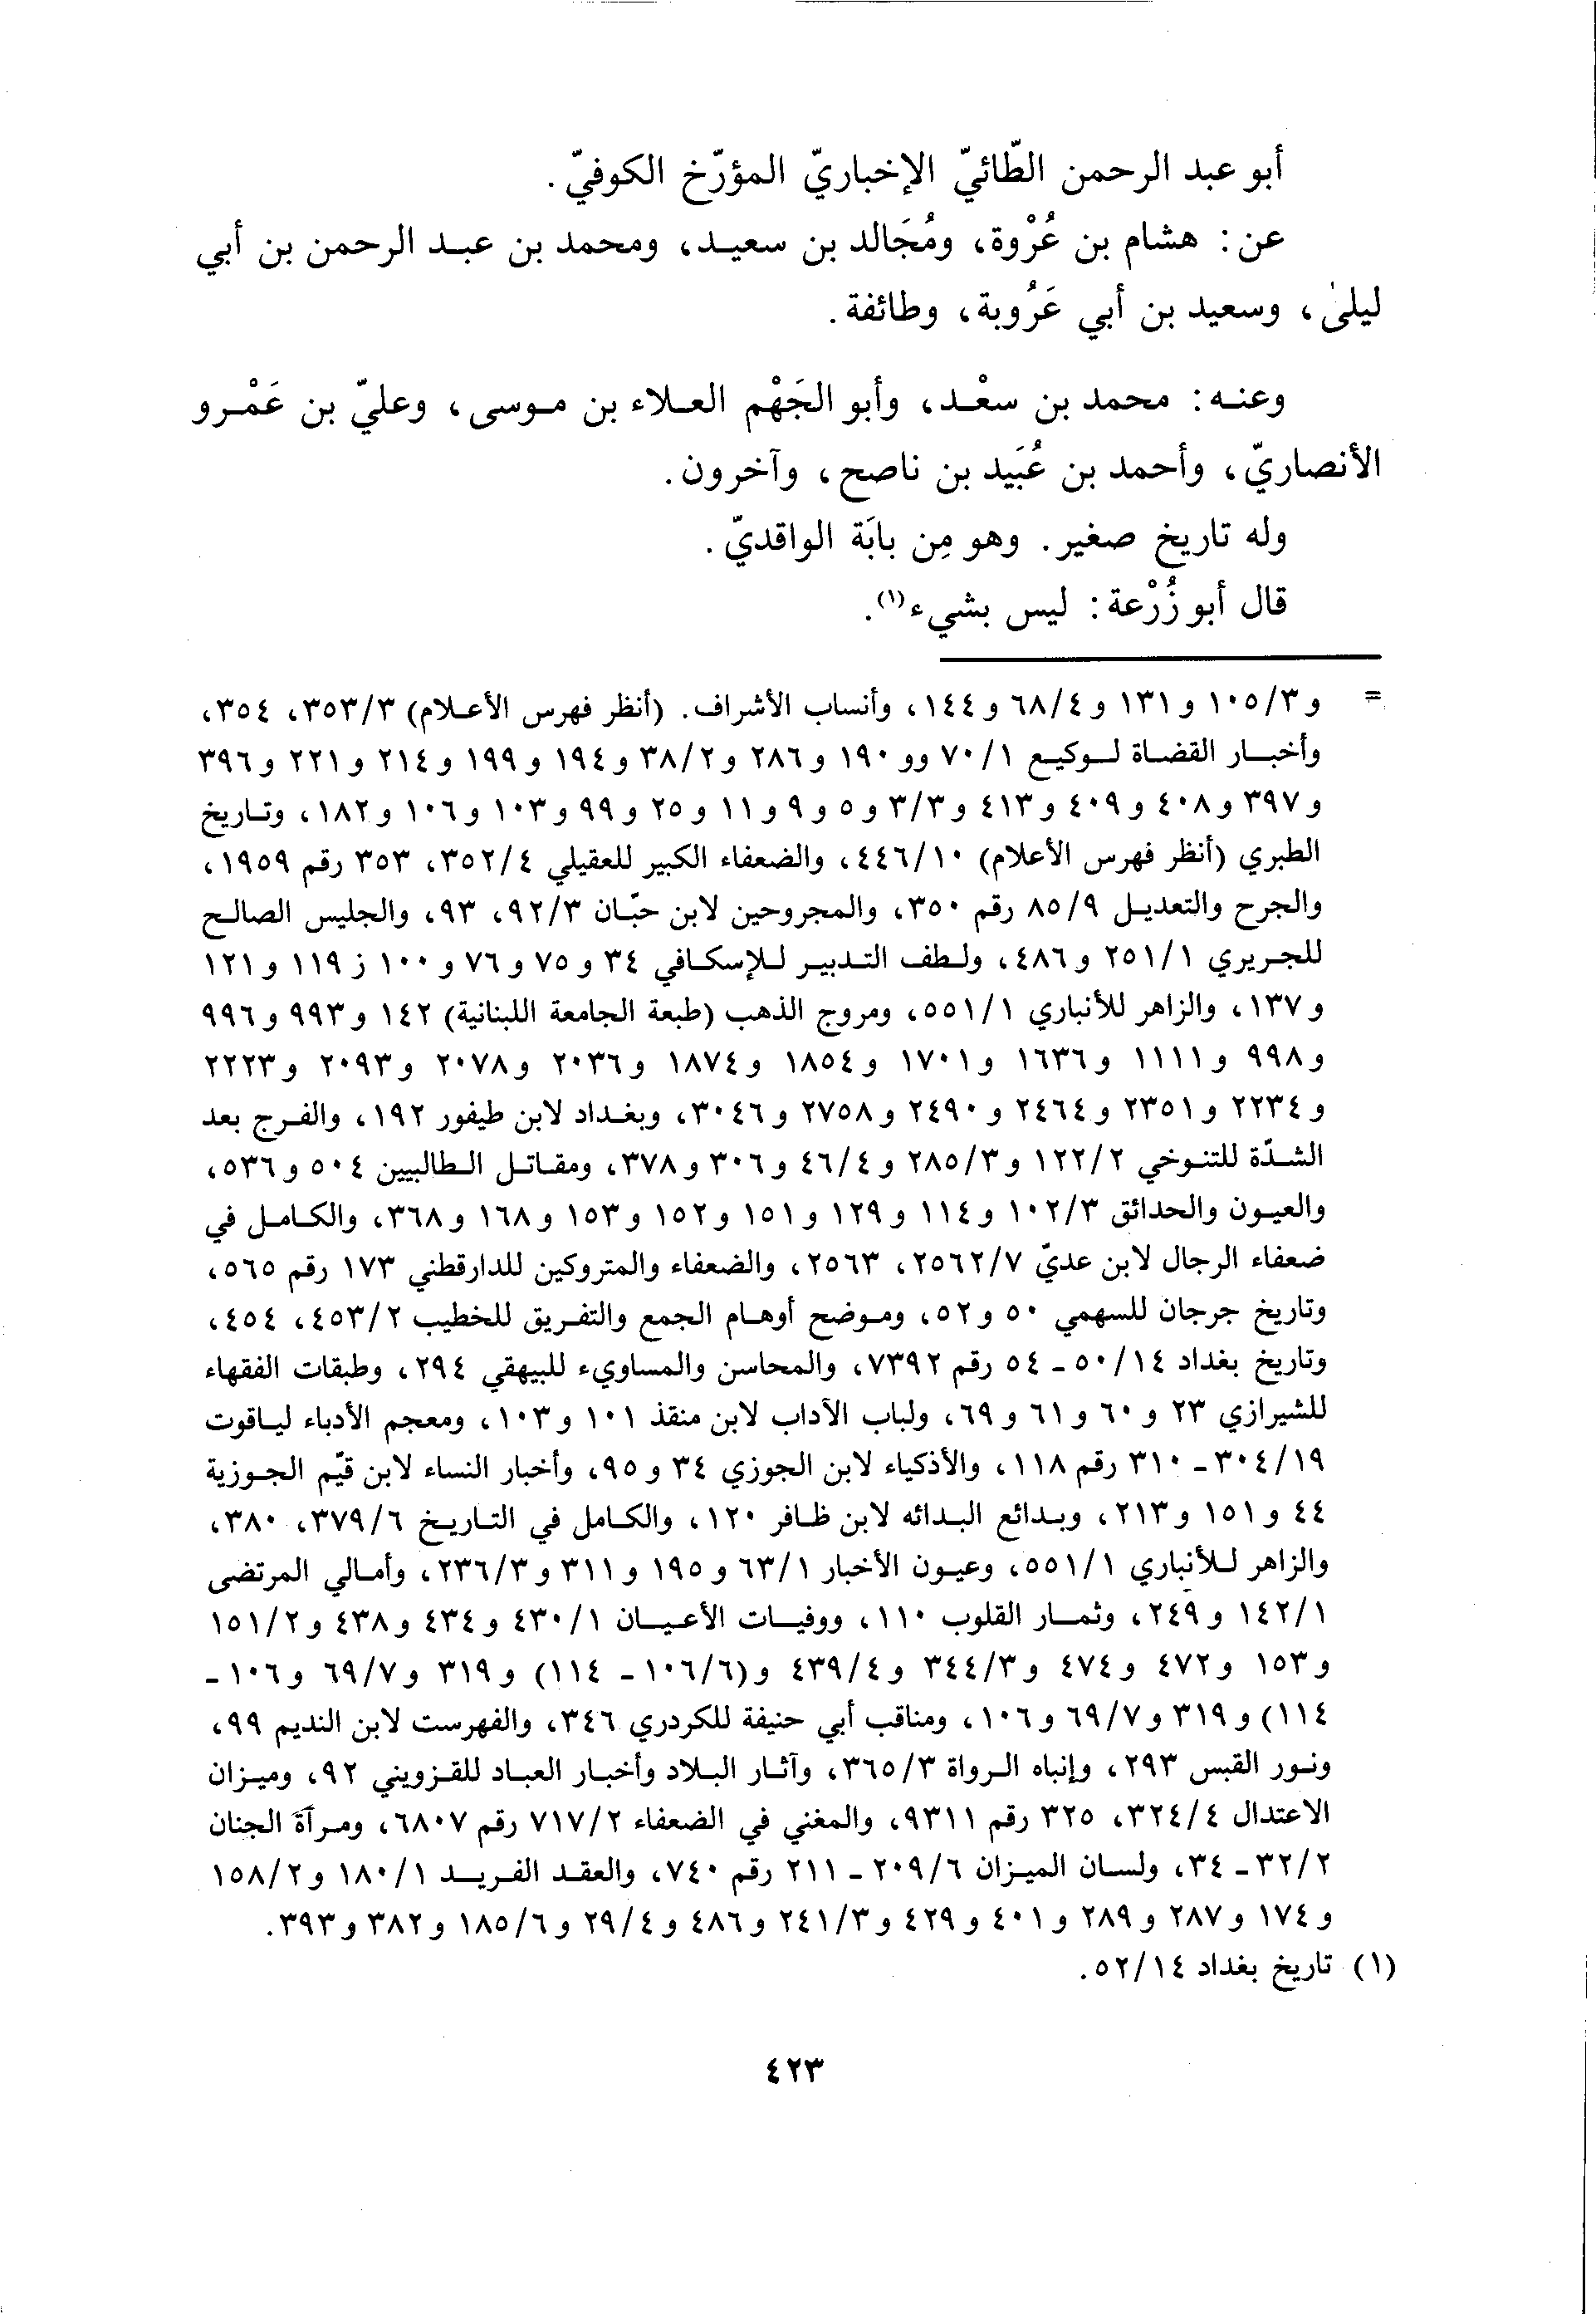 أبو عبد الرحمن الطّائيّ الإخباريّ المؤرّخ الكوفيّ.
عن: هشام بن عُرْوة، ومُجَالد بن سعيد، ومحمد بن عبد الرحمن بن أبي
ليلىٰ، وسعيد بن أبي عَرُوبة، وطائفة.
وعنه: محمد بن سعْد، وأبو الجَهْم العلاء بن موسى، وعليّ بن عَمْرو
الأنصاريّ، وأحمد بن عُبَيد بن ناصح، وآخرون.
وله تاريخ صغير. وهو مِن بابَة الواقديّ.
قال أبو زُرْعة: ليس بشيء(١).
= و٣/١٠٥ و١٣١ و٤/٦٨ و١٤٤، وأنساب الأشراف. (أنظر فهرس الأعلام) ٣/٣٥٣، ٣٥٤،
وأخبار القضاة لوكيع ١/٧٠ وو١٩٠ و٢٨٦ و٢/٣٨ و١٩٤ و١٩٩ و٢١٤ و٢٢١ و٣٩٦
و٣٩٧ و٤٠٨ و٤٠٩ و٤١٣ و٣/٣ و٥ و٩ و١١ و٢٥ و٩٩ و١٠٣ و١٠٦ و١٨٢، وتاريخ
الطبري (أنظر فهرس الأعلام) ١٠/٤٤٦، والضعفاء الكبير للعقيلي ٤/٣٥٢، ٣٥٣ رقم ١٩٥٩،
والجرح والتعديل ٩/٨٥ رقم ٣٥٠، والمجروحين لابن حبّان ٣/٩٢، ٩٣، والجليس الصالح
للجريري ١/٢٥١ و٤٨٦، ولطف التدبير للإسكافي ٣٤ و٧٥ و٧٦ و١٠٠ ز ١١٩ و١٢١
و١٣٧، والزاهر للأنباري ١/٥٥١، ومروج الذهب (طبعة الجامعة اللبنانية) ١٤٢ و٩٩٣ و٩٩٦
و٩٩٨ و١١١١ و١٦٣٦ و١٧٠١ و١٨٥٤ و١٨٧٤ و٢٠٣٦ و٢٠٧٨ و٢٠٩٣ و٢٢٢٣
و٢٢٣٤ و٢٣٥١ و٢٤٦٤ و٢٤٩٠ و٢٧٥٨ و٣٠٤٦، وبغداد لابن طيفور ١٩٢، والفرج بعد
الشدّة للتنوخي ٢/١٢٢ و٣/٢٨٥ و٤/٤٦ و٣٠٦ و٣٧٨، ومقاتل الطالبيين ٥٠٤ و٥٣٦،
والعيون والحدائق ٣/١٠٢ و١١٤ و١٢٩ و١٥١ و١٥٢ و١٥٣ و١٦٨ و٣٦٨، والكامل في
ضعفاء الرجال لابن عديّ ٧/٢٥٦٢، ٢٥٦٣، والضعفاء والمتروكين للدارقطني ١٧٣ رقم ٥٦٥،
وتاريخ جرجان للسهمي ٥٠ و٥٢، وموضح أوهام الجمع والتفريق للخطيب ٢/٤٥٣، ٤٥٤،
وتاريخ بغداد ١٤/٥٠ - ٥٤ رقم ٧٣٩٢، والمحاسن والمساويء للبيهقي ٢٩٤، وطبقات الفقهاء
للشيرازي ٢٣ و٦٠ و٦١ و٦٩، ولباب الآداب لابن منقذ ١٠١ و١٠٣، ومعجم الأدباء لياقوت
١٩/٣٠٤ - ٣١٠ رقم ١١٨، والأذكياء لابن الجوزي ٣٤ و٩٥، وأخبار النساء لابن قيّم الجوزية
٤٤ و١٥١ و٢١٣، وبدائع البدائه لابن ظافر ١٢٠، والكامل في التاريخ ٦/٣٧٩، ٣٨٠،
والزاهر للأنباري ١/٥٥١، وعيون الأخبار ١/٦٣ و١٩٥ و٣١١ و٣/٢٣٦، وأمالي المرتضى
١/١٤٢ و٢٤٩، وثمار القلوب ١١٠، ووفيات الأعيان ١/٤٣٠ و٤٣٤ و٤٣٨ و٢/١٥١
و١٥٣ و٤٧٢ و٤٧٤ و٣/٣٤٤ و٤/٤٣٩ و(٦/١٠٦ - ١١٤) و٣١٩ و٧/٦٩ و١٠٦ -
١١٤) و٣١٩ و٧/٦٩ و١٠٦، ومناقب أبي حنيفة للكردري ٣٤٦، والفهرست لابن النديم ٩٩،
ونور القبس ٢٩٣، وإنباه الرواة ٣/٣٦٥، وآثار البلاد وأخبار العباد للقزويني ٩٢، وميزان
الاعتدال ٤/٣٢٤، ٣٢٥ رقم ٩٣١١، والمغني في الضعفاء ٢/٧١٧ رقم ٦٨٠٧، ومرآة الجنان
٢/٣٢ - ٣٤، ولسان الميزان ٦/٢٠٩ - ٢١١ رقم ٧٤٠، والعقد الفريد ١/١٨٠ و٢/١٥٨
و١٧٤ و٢٨٧ و٢٨٩ و٤٠١ و٤٢٩ و٣/٢٤١ و٤٨٦ و٤/٢٩ و٦/١٨٥ و٣٨٢ و٣٩٣.
(١) تاريخ بغداد ١٤/٥٢.
٤٢٣